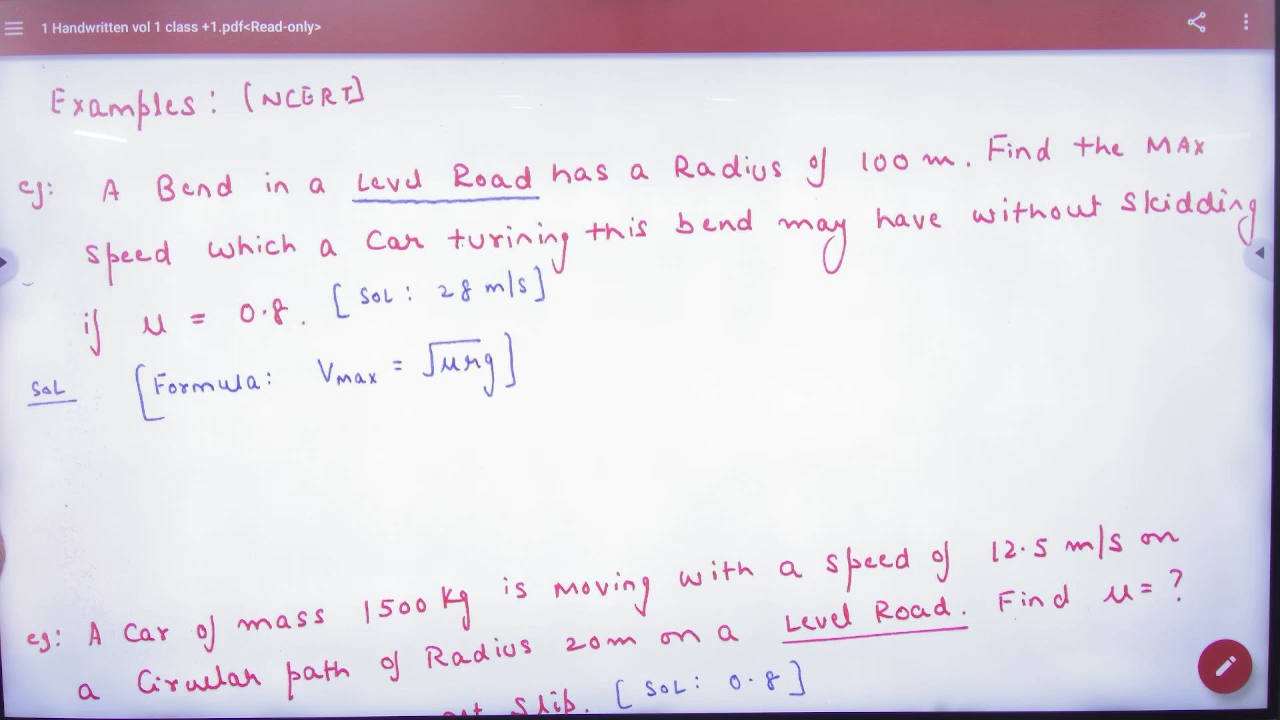 1 Handwritten vol 1 class +1.pdf<Read-only>
Examples: [NCERT]
eg: A Bend in a Level Road has a Radius of 100 m. Find the MAX
speed which a Car turining this bend may have without skidding
if μ = 0.8. [SOL: 28 m/s]
SOL [Formula: Vmax = √μrg]
eg: A Car of mass 1500 kg is moving with a speed of 12.5 m/s on
a Circular path of Radius 20m on a Level Road. Find μ = ?
out slip. [SOL: 0.8]